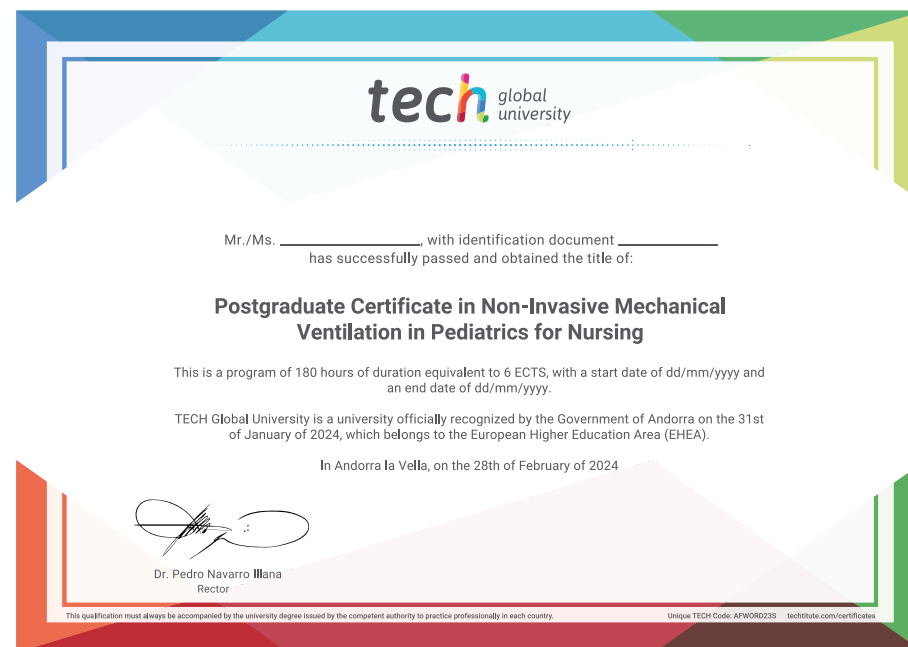 tech global university
Mr./Ms. ____________________, with identification document ______________
has successfully passed and obtained the title of:
Postgraduate Certificate in Non-Invasive Mechanical
Ventilation in Pediatrics for Nursing
This is a program of 180 hours of duration equivalent to 6 ECTS, with a start date of dd/mm/yyyy and
an end date of dd/mm/yyyy.
TECH Global University is a university officially recognized by the Government of Andorra on the 31st
of January of 2024, which belongs to the European Higher Education Area (EHEA).
In Andorra la Vella, on the 28th of February of 2024
Dr. Pedro Navarro Illana
Rector
This qualification must always be accompanied by the university degree issued by the competent authority to practice professionally in each country. Unique TECH Code: AFWORD23S techtitute.com/certificates